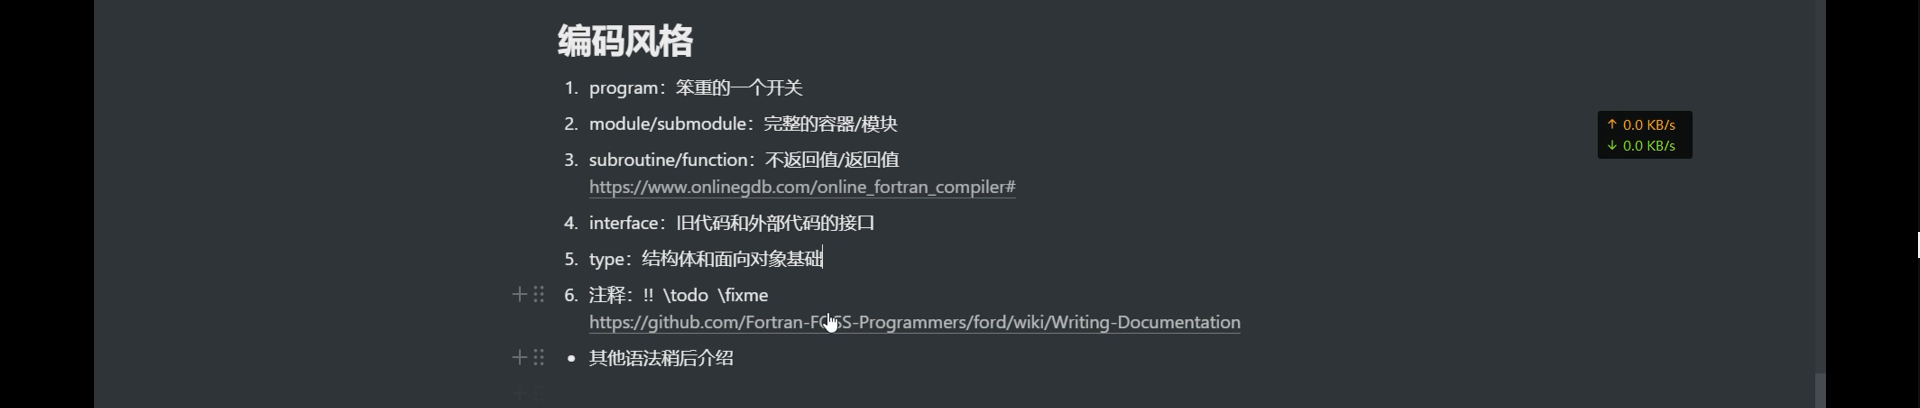 编码风格
1. program：笨重的一个开关
2. module/submodule：完整的容器/模块
3. subroutine/function：不返回值/返回值
https://www.onlinegdb.com/online_fortran_compiler#
4. interface：旧代码和外部代码的接口
5. type：结构体和面向对象基础
6. 注释：!! \todo \fixme
https://github.com/Fortran-FOSS-Programmers/ford/wiki/Writing-Documentation
• 其他语法稍后介绍
↑ 0.0 KB/s
↓ 0.0 KB/s